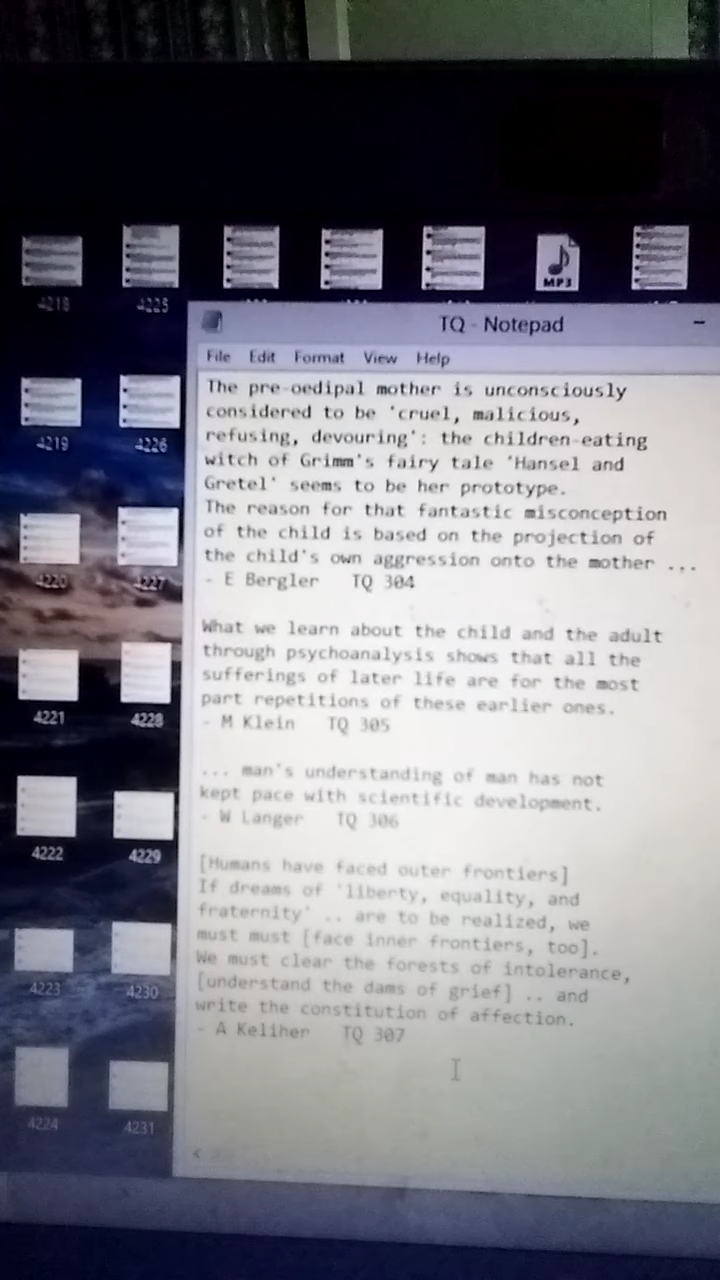 4218
4225
MP3
TQ - Notepad
File Edit Format View Help
4219
4226
4220
4227
4221
4228
4222
4229
4223
4230
4224
4231
The pre-oedipal mother is unconsciously
considered to be 'cruel, malicious,
refusing, devouring': the children-eating
witch of Grimm's fairy tale 'Hansel and
Gretel' seems to be her prototype.
The reason for that fantastic misconception
of the child is based on the projection of
the child's own aggression onto the mother ...
- E Bergler TQ 304
What we learn about the child and the adult
through psychoanalysis shows that all the
sufferings of later life are for the most
part repetitions of these earlier ones.
- M Klein TQ 305
... man's understanding of man has not
kept pace with scientific development.
- W Langer TQ 306
[Humans have faced outer frontiers]
If dreams of 'liberty, equality, and
fraternity' .. are to be realized, we
must must [face inner frontiers, too].
We must clear the forests of intolerance,
[understand the dams of grief] .. and
write the constitution of affection.
- A Keliher TQ 307